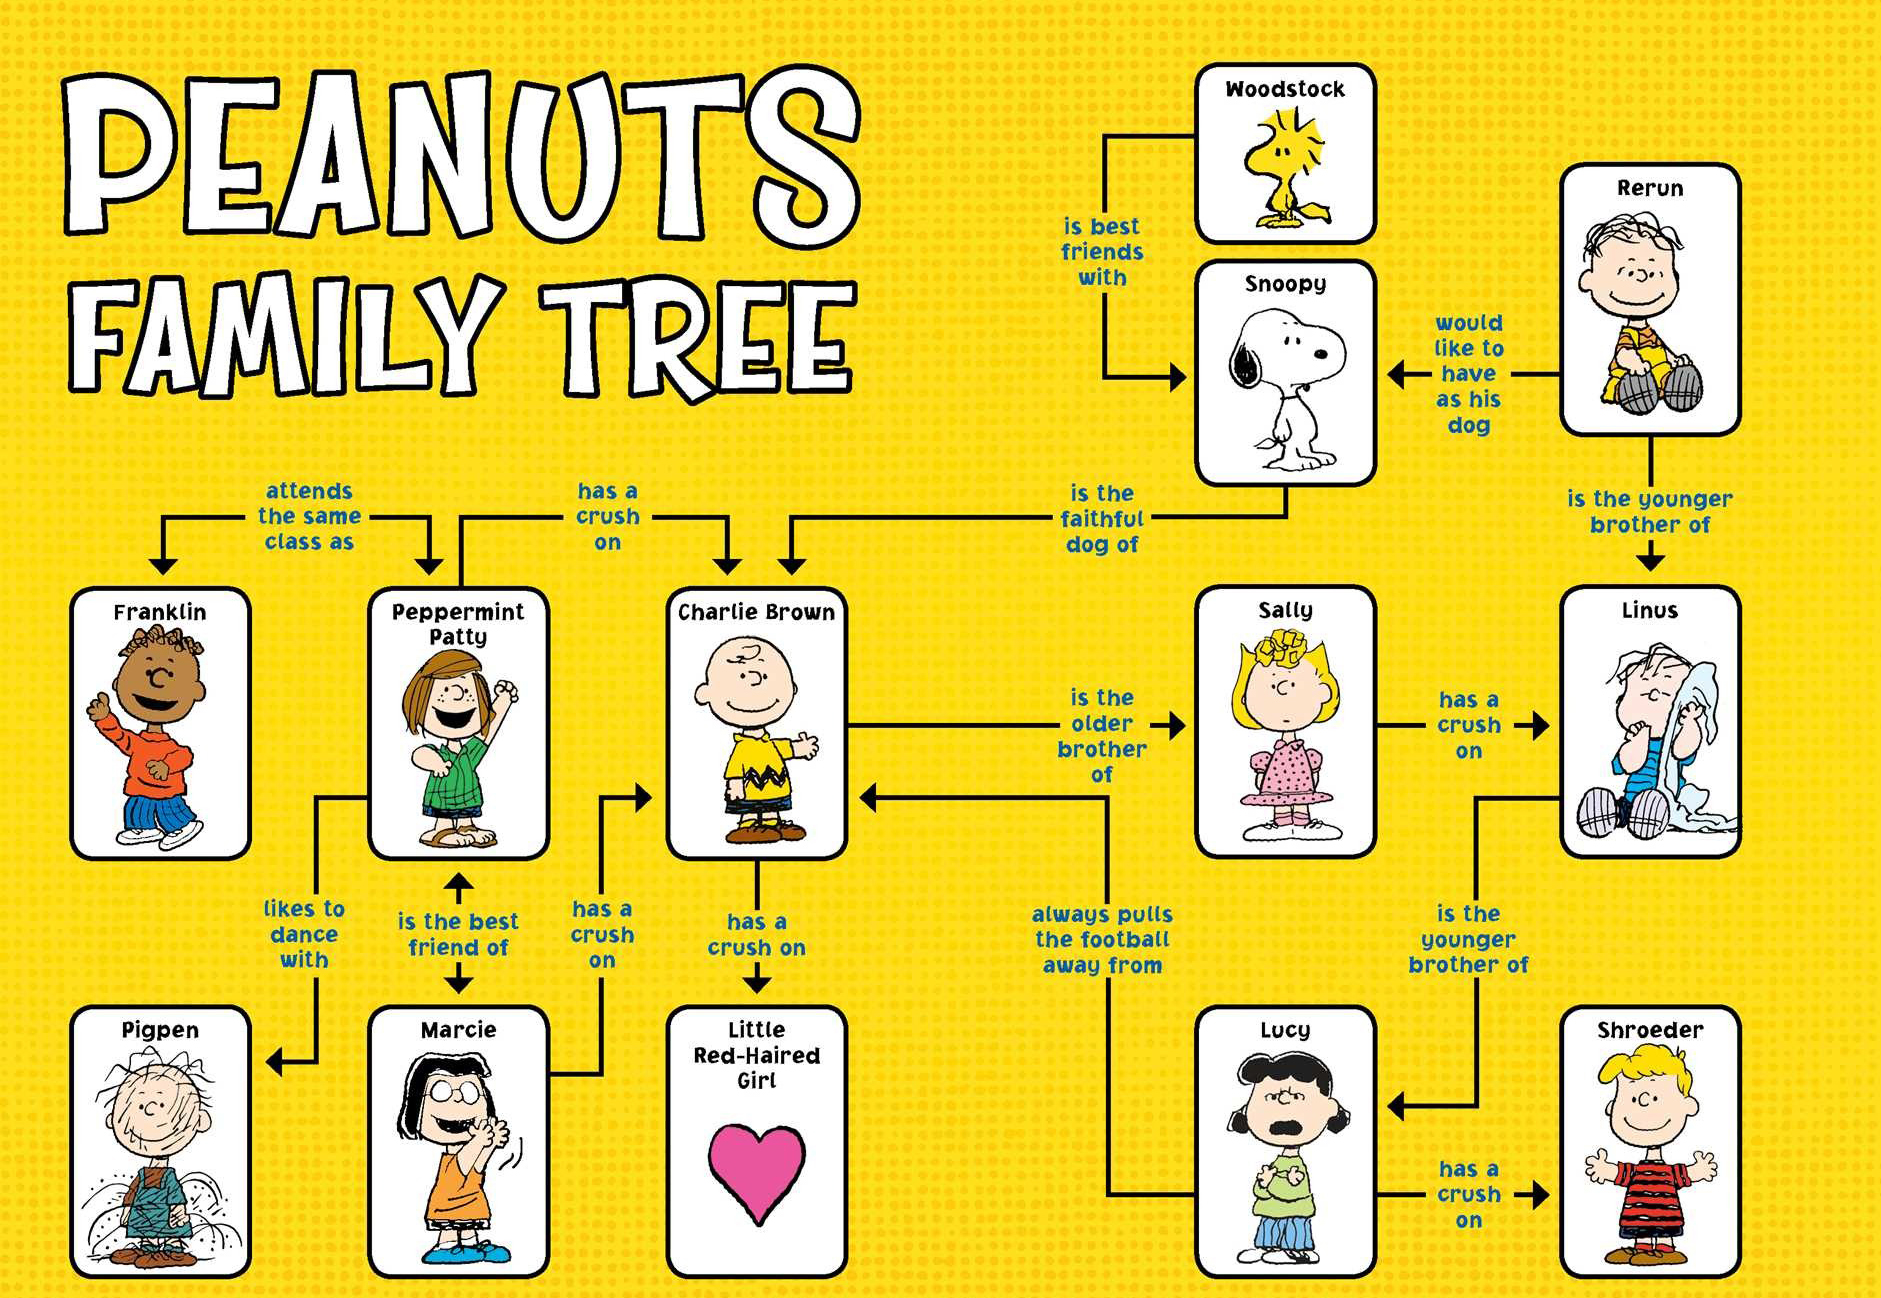 PEANUTS
FAMILY TREE
Woodstock
is best
friends
with
Snoopy
would
like to
have
as his
dog
Rerun
is the younger
brother of
attends
the same
class as
has a
crush
on
is the
faithful
dog of
Franklin
Peppermint
Patty
Charlie Brown
is the
older
brother
of
Sally
has a
crush
on
Linus
likes to
dance
with
is the best
friend of
has a
crush
on
has a
crush on
always pulls
the football
away from
is the
younger
brother of
Pigpen
Marcie
Little
Red-Haired
Girl
Lucy
has a
crush
on
Shroeder